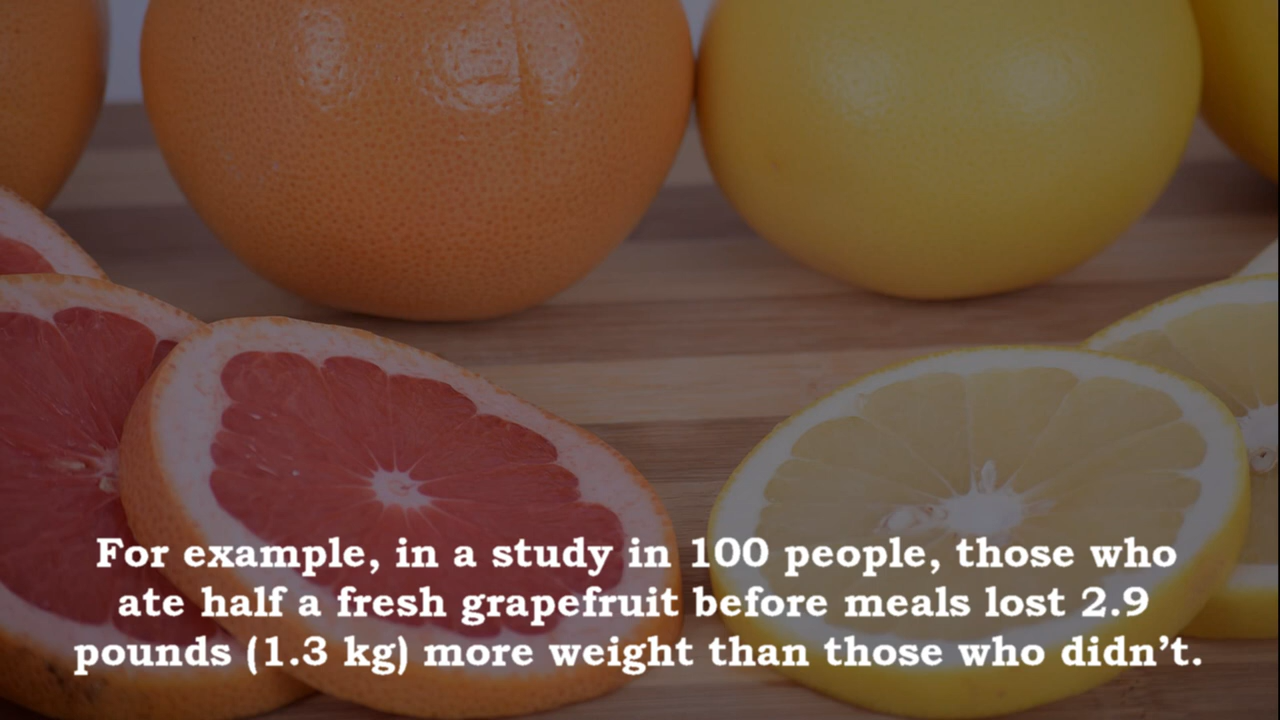 For example, in a study in 100 people, those who
ate half a fresh grapefruit before meals lost 2.9
pounds (1.3 kg) more weight than those who didn’t.